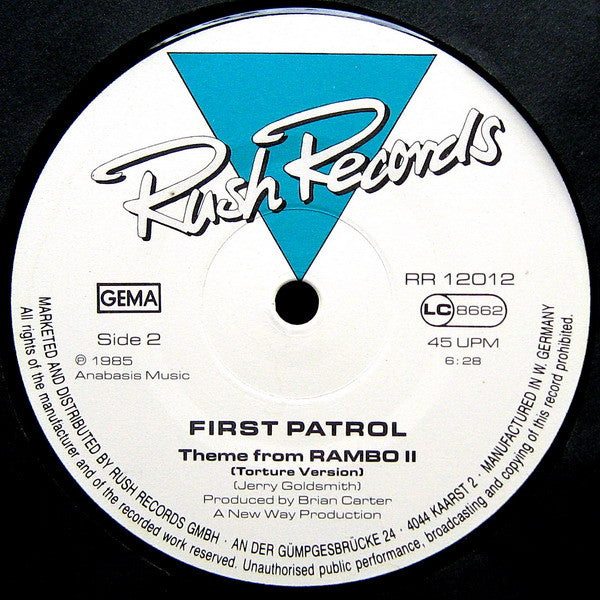 Rush Records
GEMA
Side 2
℗ 1985
Anabasis Music
RR 12012
LC 8662
45 UPM
6:28
FIRST PATROL
Theme from RAMBO II
(Torture Version)
(Jerry Goldsmith)
Produced by Brian Carter
A New Way Production
MARKETED AND DISTRIBUTED BY RUSH RECORDS GMBH · AN DER GÜMPGESBRÜCKE 24 · 4044 KAARST 2 · MANUFACTURED IN W. GERMANY
All rights of the manufacturer and of the recorded work reserved. Unauthorised public performance, broadcasting and copying of this record prohibited.